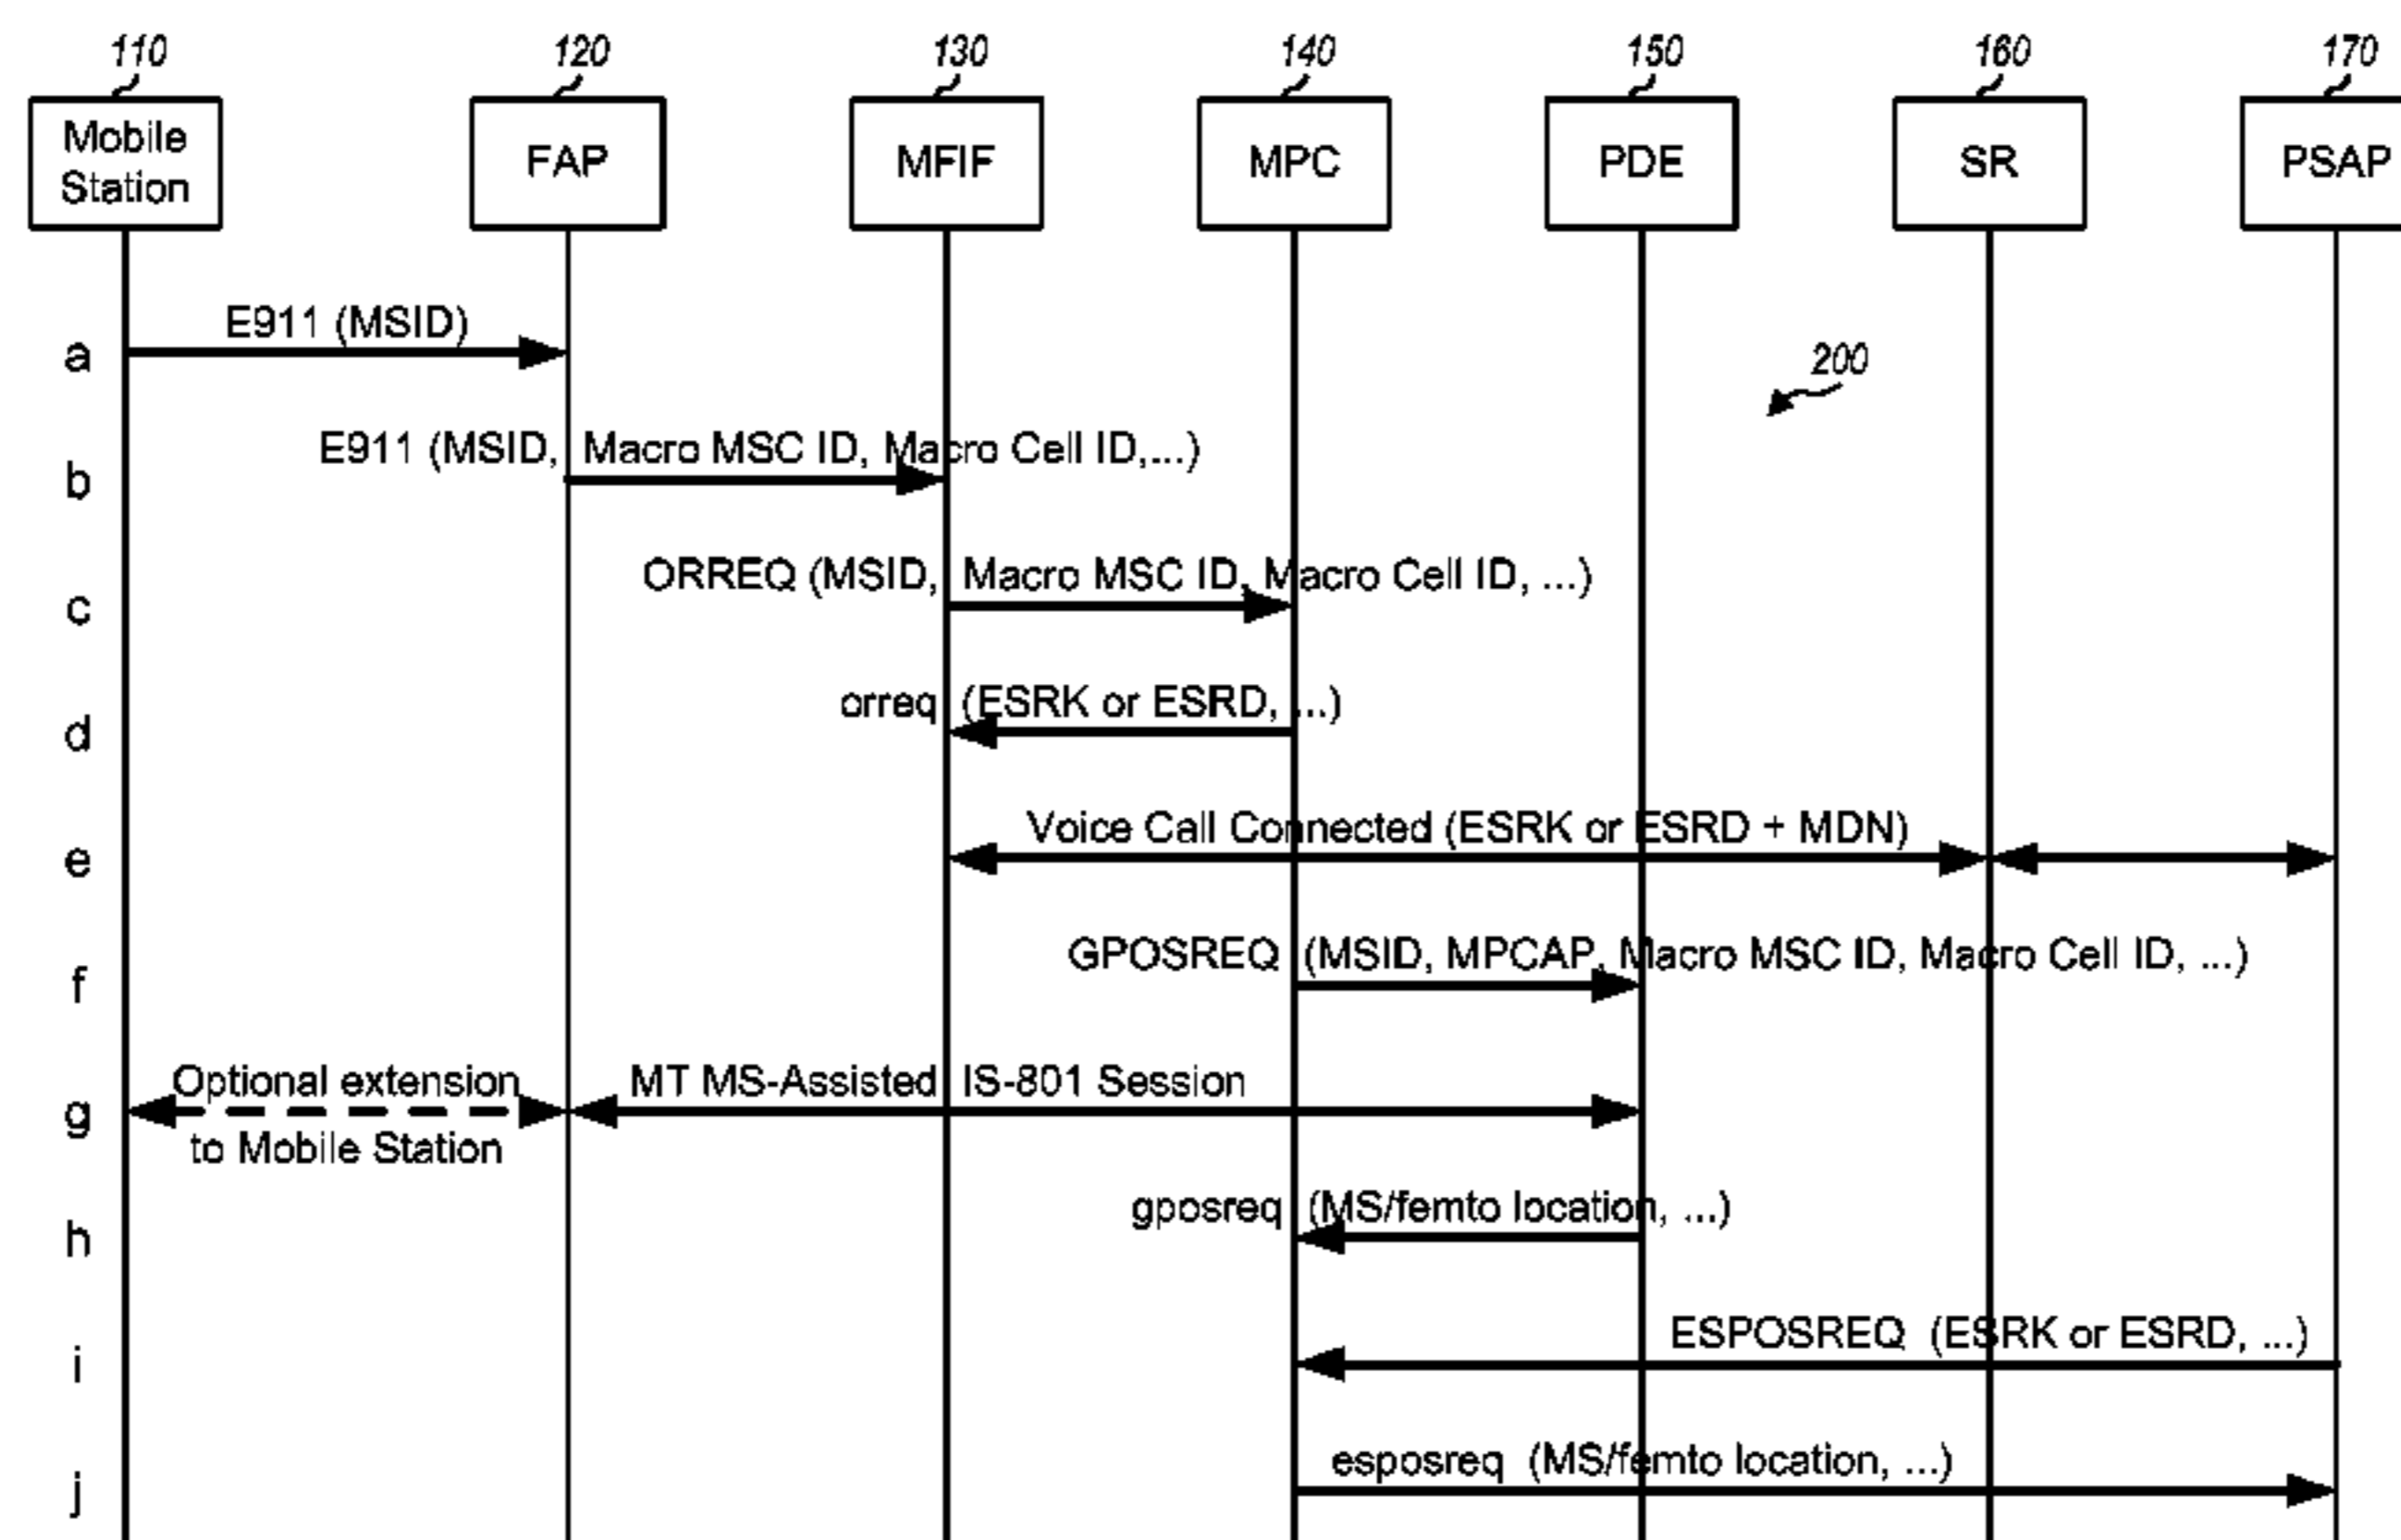 110 120 130 140 150 160 170
Mobile
Station
FAP MFIF MPC PDE SR PSAP
E911 (MSID)
a
200
E911 (MSID, Macro MSC ID, Macro Cell ID,...)
b
ORREQ (MSID, Macro MSC ID, Macro Cell ID, ...)
c
orreq (ESRK or ESRD, ...)
d
Voice Call Connected (ESRK or ESRD + MDN)
e
GPOSREQ (MSID, MPCAP, Macro MSC ID, Macro Cell ID, ...)
f
Optional extension MT MS-Assisted IS-801 Session
g
to Mobile Station
gposreq (MS/femto location, ...)
h
ESPOSREQ (ESRK or ESRD, ...)
i
esposreq (MS/femto location, ...)
j